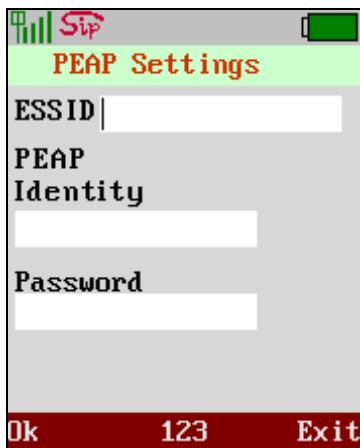 Sip
PEAP Settings
ESSID
PEAP
Identity
Password
Ok 123 Exit